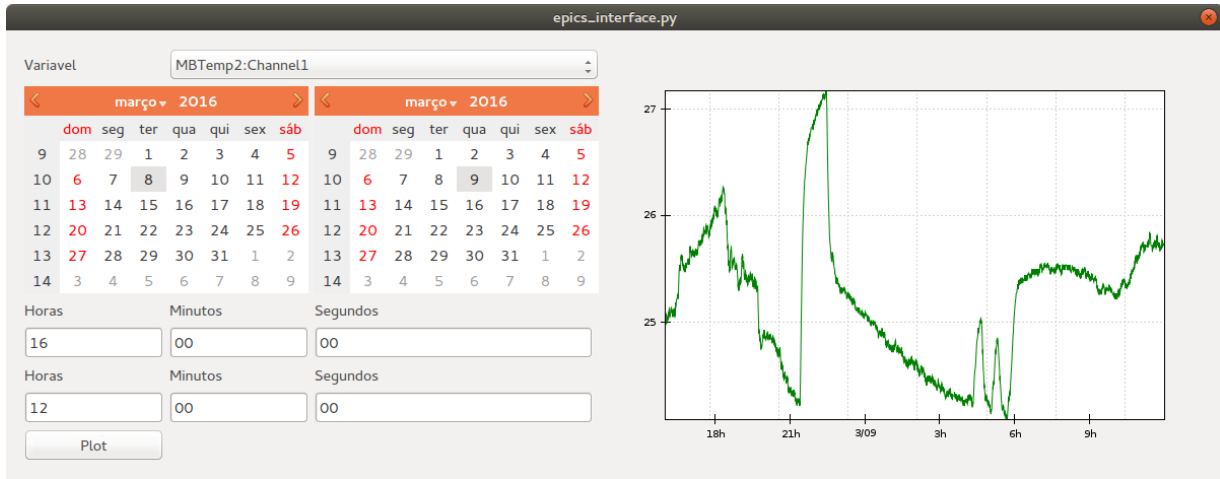 epics_interface.py
Variavel MBTemp2:Channel1
março 2016 março 2016
dom seg ter qua qui sex sáb dom seg ter qua qui sex sáb
9 28 29 1 2 3 4 5 9 28 29 1 2 3 4 5
10 6 7 8 9 10 11 12 10 6 7 8 9 10 11 12
11 13 14 15 16 17 18 19 11 13 14 15 16 17 18 19
12 20 21 22 23 24 25 26 12 20 21 22 23 24 25 26
13 27 28 29 30 31 1 2 13 27 28 29 30 31 1 2
14 3 4 5 6 7 8 9 14 3 4 5 6 7 8 9
Horas Minutos Segundos
16 00 00
Horas Minutos Segundos
12 00 00
Plot
27
26
25
18h 21h 3/09 3h 6h 9h